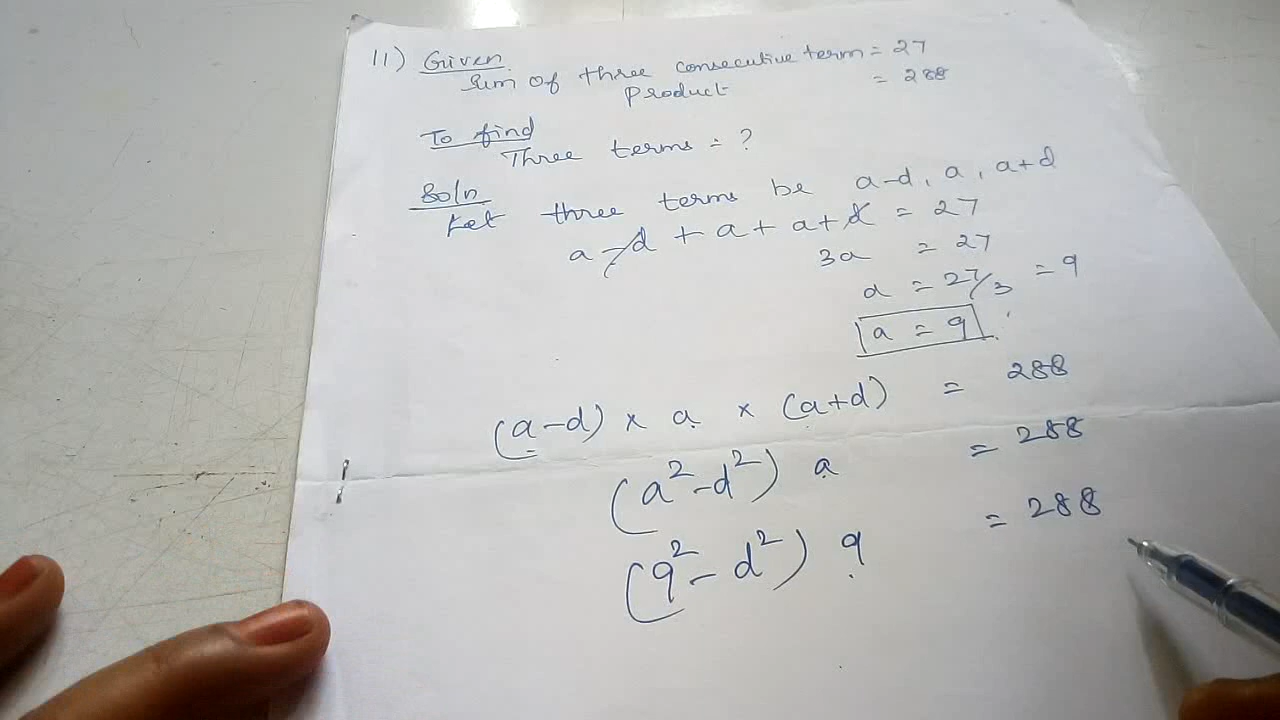 11) Given
Sum of three consecutive term = 27
Product = 288
To find
Three terms = ?
Soln
Let three terms be a-d, a, a+d
a-d + a + a+d = 27
3a = 27
a = 27/3 = 9
a = 9
(a-d) × a × (a+d) = 288
(a²-d²) a = 288
(9²-d²) 9 = 288